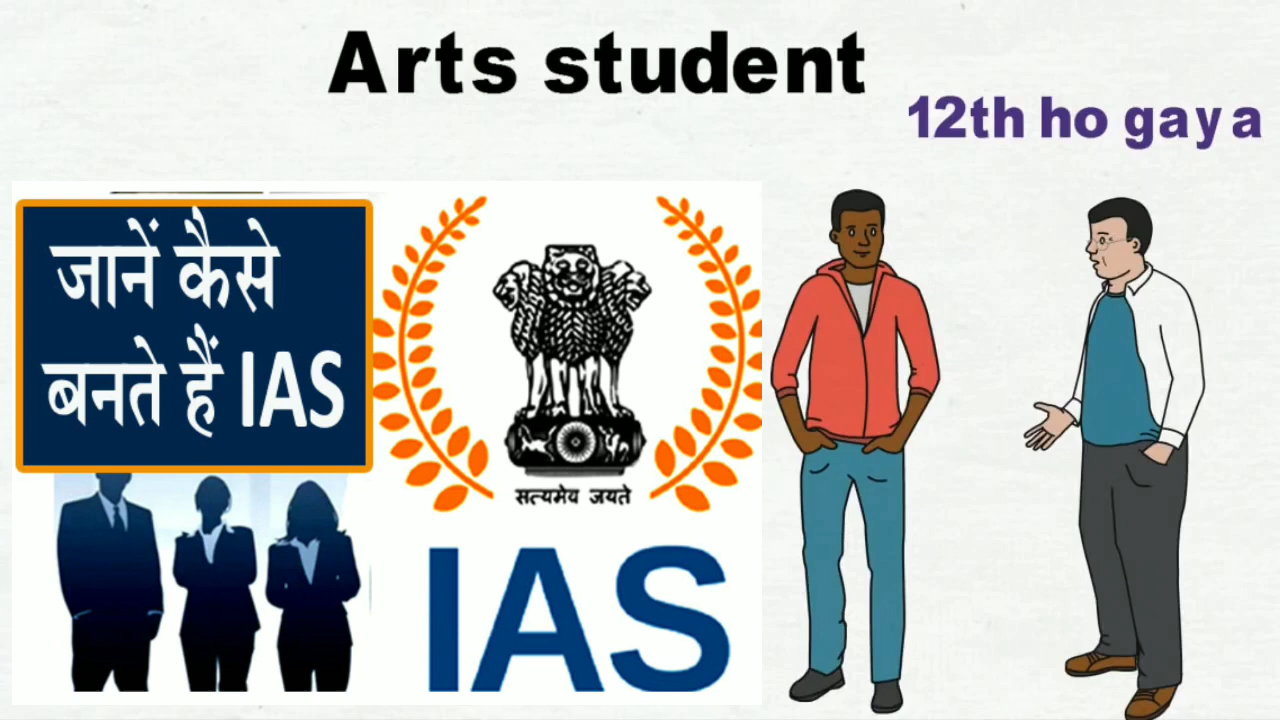 Arts student
12th ho gaya
जानें कैसे
बनते हैं IAS
सत्यमेव जयते
IAS